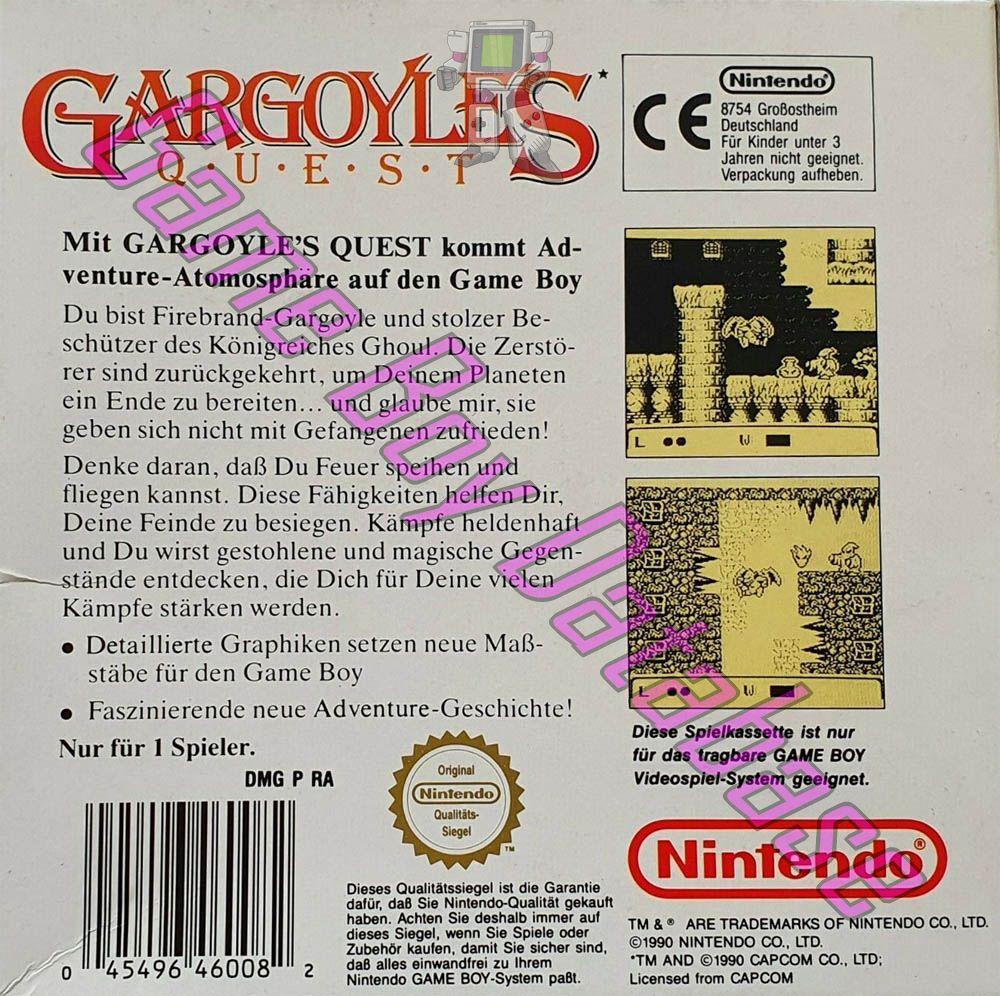 GARGOYLE'S*
Q·U·E·S·T
Nintendo®
8754 Großostheim
Deutschland
Für Kinder unter 3
Jahren nicht geeignet.
Verpackung aufheben.
CE
Mit GARGOYLE'S QUEST kommt Ad-
venture-Atomosphäre auf den Game Boy
Du bist Firebrand-Gargoyle und stolzer Be-
schützer des Königreiches Ghoul. Die Zerstö-
rer sind zurückgekehrt, um Deinem Planeten
ein Ende zu bereiten... und glaube mir, sie
geben sich nicht mit Gefangenen zufrieden!
Denke daran, daß Du Feuer speihen und
fliegen kannst. Diese Fähigkeiten helfen Dir,
Deine Feinde zu besiegen. Kämpfe heldenhaft
und Du wirst gestohlene und magische Gegen-
stände entdecken, die Dich für Deine vielen
Kämpfe stärken werden.
• Detaillierte Graphiken setzen neue Maß-
stäbe für den Game Boy
• Faszinierende neue Adventure-Geschichte!
Nur für 1 Spieler.
DMG P RA
L W
L W
Diese Spielkassette ist nur
für das tragbare GAME BOY
Videospiel-System geeignet.
Original
Nintendo
Qualitäts-
Siegel
TM
Dieses Qualitätssiegel ist die Garantie
dafür, daß Sie Nintendo-Qualität gekauft
haben. Achten Sie deshalb immer auf
dieses Siegel, wenn Sie Spiele oder
Zubehör kaufen, damit Sie sicher sind,
daß alles einwandfrei zu Ihrem
Nintendo GAME BOY-System paßt.
0 45496 46008 2
Nintendo®
TM & ® ARE TRADEMARKS OF NINTENDO CO., LTD.
©1990 NINTENDO CO., LTD.
*TM AND ©1990 CAPCOM CO., LTD;
Licensed from CAPCOM
Game Boy Database